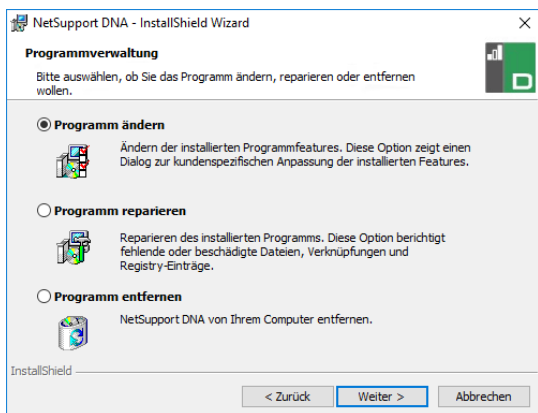 NetSupport DNA - InstallShield Wizard
Programmverwaltung
Bitte auswählen, ob Sie das Programm ändern, reparieren oder entfernen
wollen.
D
Programm ändern
Ändern der installierten Programmfeatures. Diese Option zeigt einen
Dialog zur kundenspezifischen Anpassung der installierten Features.
Programm reparieren
Reparieren des installierten Programms. Diese Option berichtigt
fehlende oder beschädigte Dateien, Verknüpfungen und
Registry-Einträge.
Programm entfernen
NetSupport DNA von Ihrem Computer entfernen.
InstallShield
< Zurück
Weiter >
Abbrechen